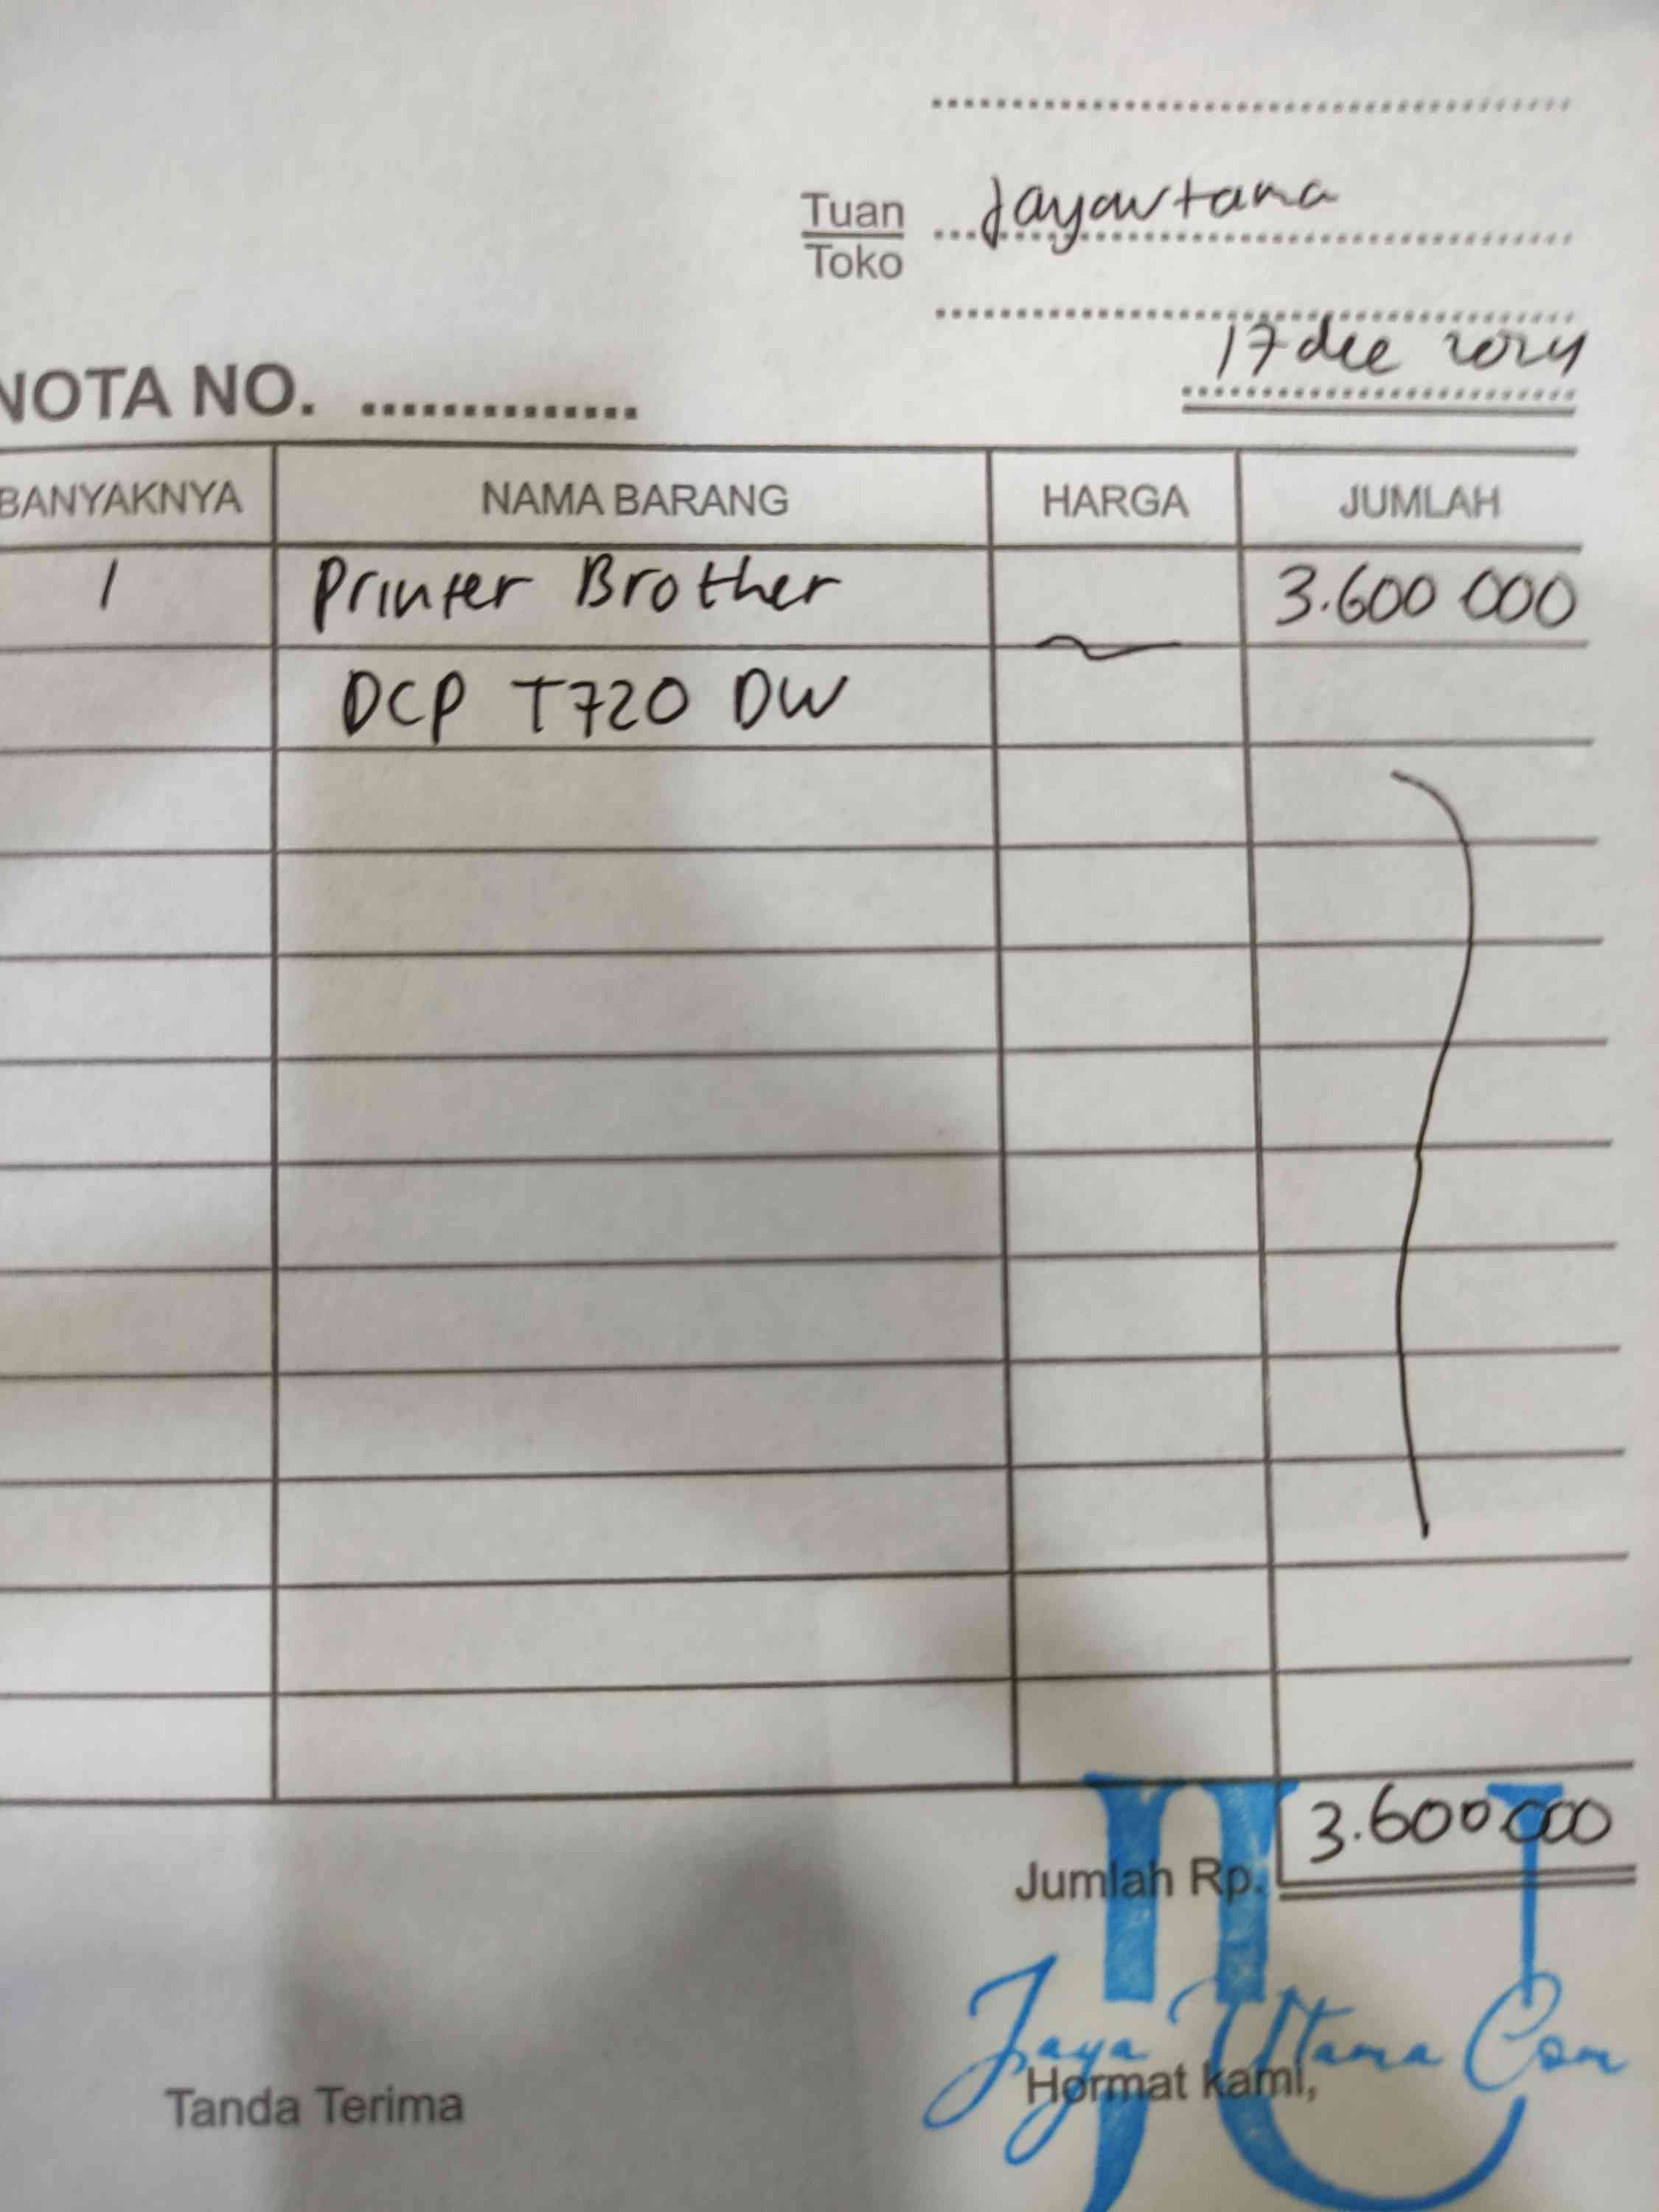 Tuan Jayautama
Toko
17 dec 2024
NOTA NO. ..............
BANYAKNYA NAMA BARANG HARGA JUMLAH
1 Printer Brother 3.600 000
DCP T720 DW
Jumlah Rp. 3.600.000
Jaya Utama Com
Tanda Terima Hormat kami,